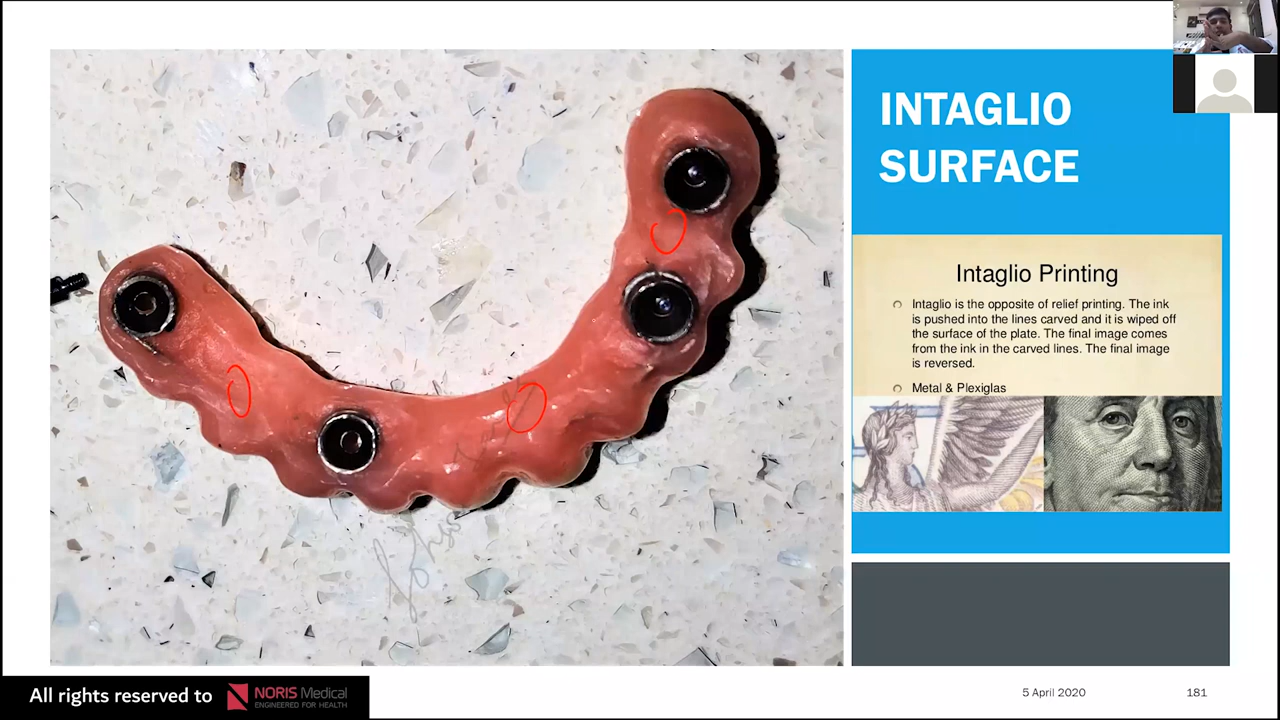 INTAGLIO
SURFACE
Intaglio Printing
Intaglio is the opposite of relief printing. The ink
is pushed into the lines carved and it is wiped off
the surface of the plate. The final image comes
from the ink in the carved lines. The final image
is reversed.
Metal & Plexiglas
All rights reserved to
NORIS Medical
ENGINEERED FOR HEALTH
5 April 2020
181